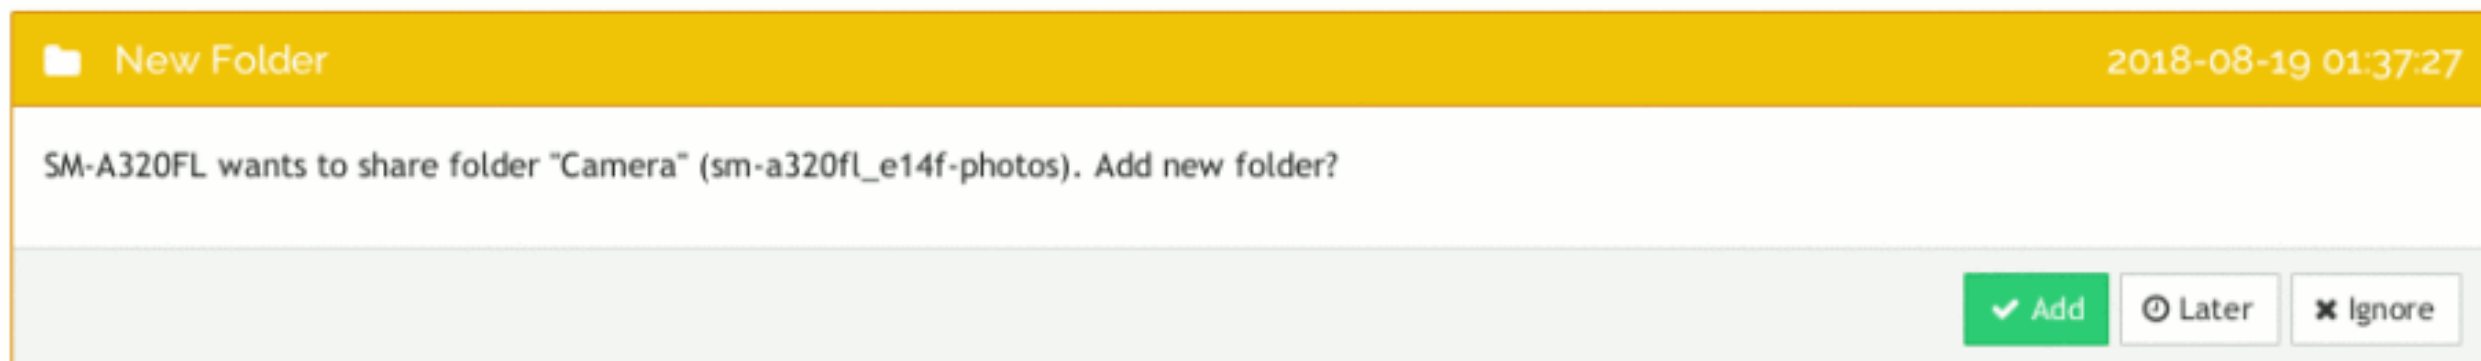 New Folder 2018-08-19 01:37:27
SM-A320FL wants to share folder "Camera" (sm-a320fl_e14f-photos). Add new folder?
Add Later Ignore